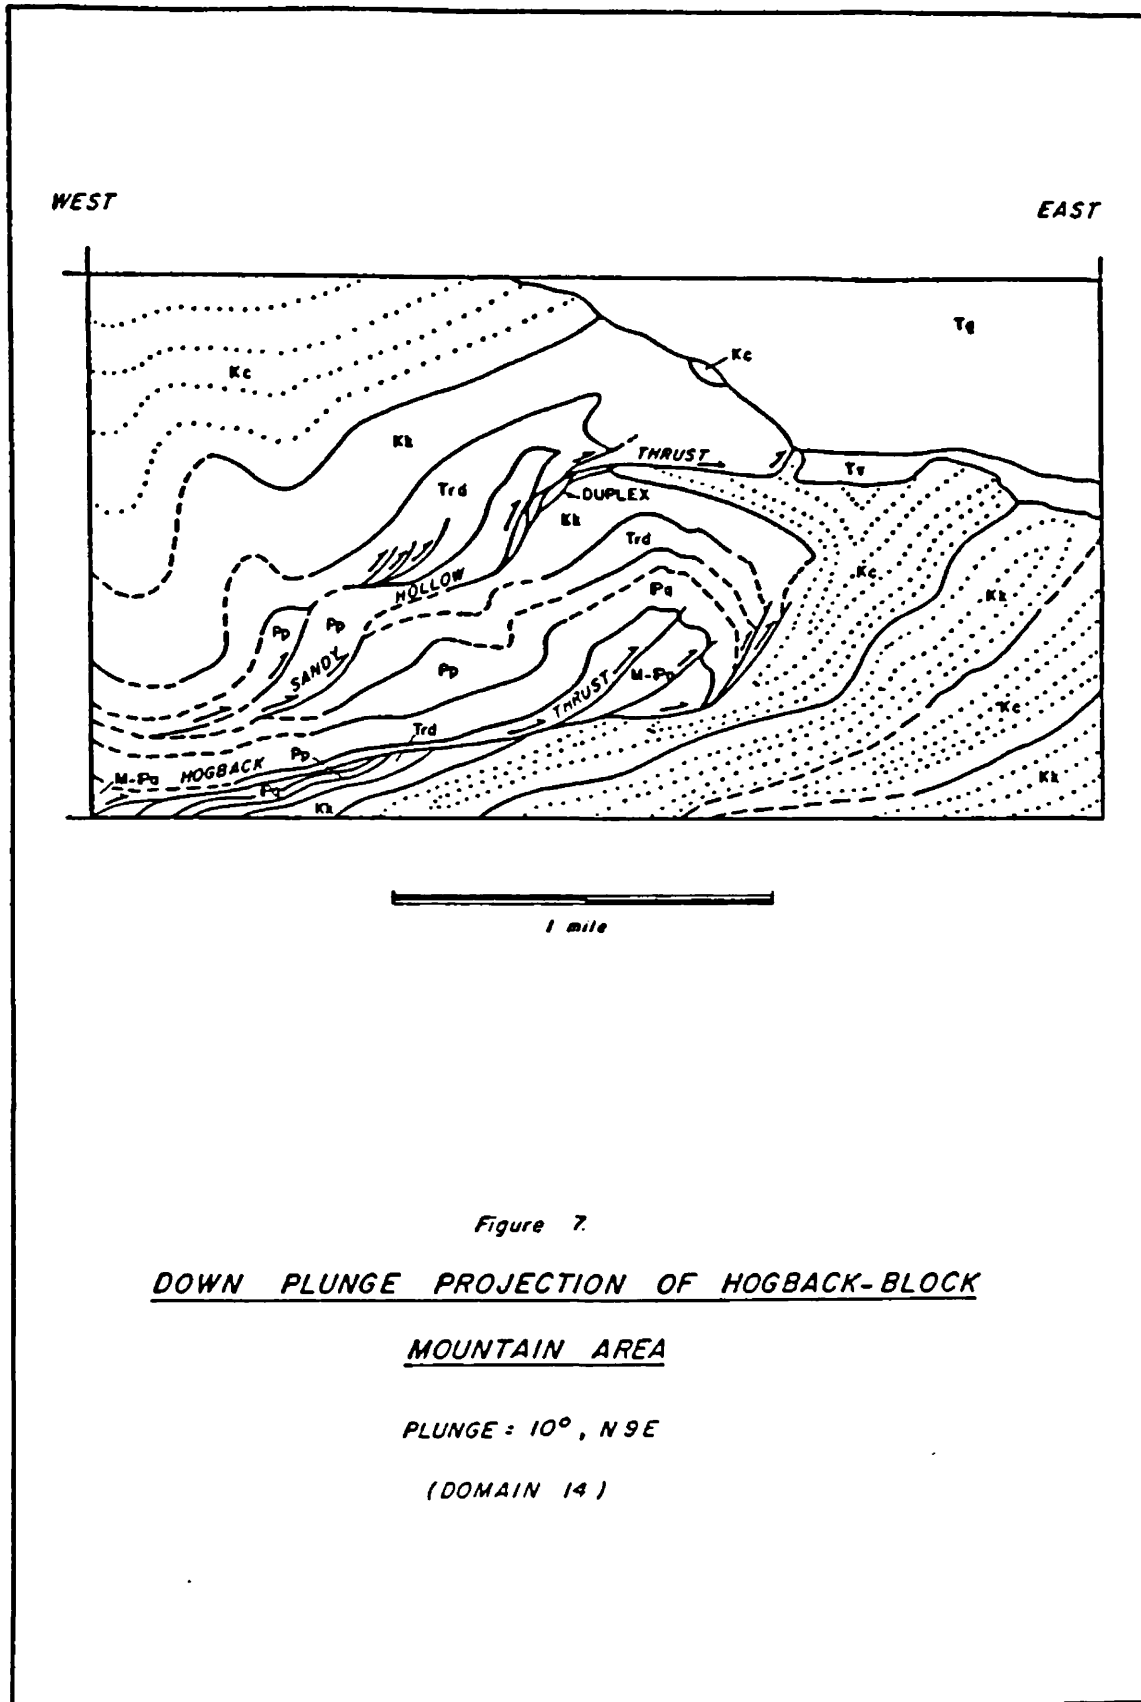 WEST
EAST
Tg
Kc
Kc
Kk
THRUST
Tv
Trd
DUPLEX
Kk
Trd
Kc
HOLLOW
Pq
Kk
Pp
Pp
SANDY
Pp
THRUST
M-Pp
Kc
Trd
Pp
M-Pa
HOGBACK
Kk
Pq
Kk
1 mile
Figure 7.
DOWN PLUNGE PROJECTION OF HOGBACK-BLOCK
MOUNTAIN AREA
PLUNGE = 10°, N 9 E
(DOMAIN 14)